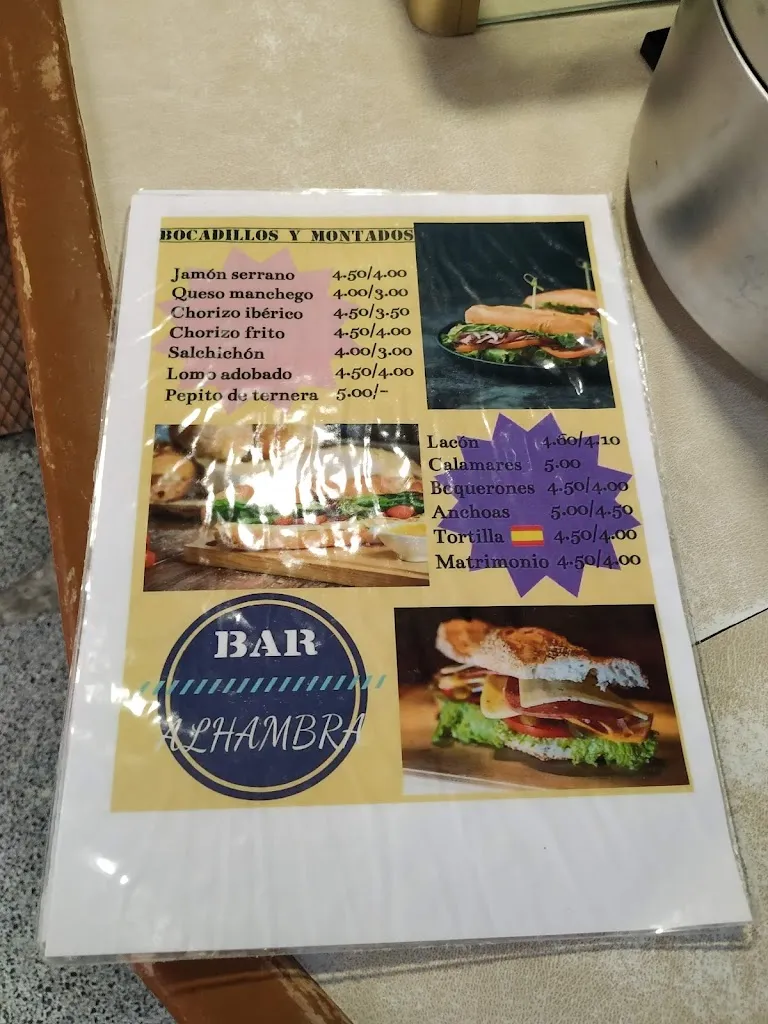 BOCADILLOS Y MONTADOS
Jamón serrano 4.50/4.00
Queso manchego 4.00/3.00
Chorizo ibérico 4.50/3.50
Chorizo frito 4.50/4.00
Salchichón 4.00/3.00
Lomo adobado 4.50/4.00
Pepito de ternera 5.00/-
Lacón 4.60/4.10
Calamares 5.00
Boquerones 4.50/4.00
Anchoas 5.00/4.50
Tortilla 4.50/4.00
Matrimonio 4.50/4.00
BAR
ALHAMBRA